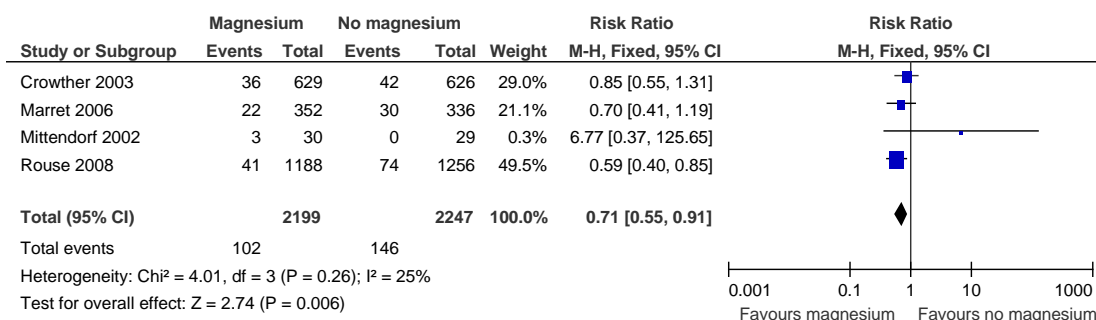 Magnesium No magnesium Risk Ratio Risk Ratio
Study or Subgroup Events Total Events Total Weight M-H, Fixed, 95% CI M-H, Fixed, 95% CI
Crowther 2003 36 629 42 626 29.0% 0.85 [0.55, 1.31]
Marret 2006 22 352 30 336 21.1% 0.70 [0.41, 1.19]
Mittendorf 2002 3 30 0 29 0.3% 6.77 [0.37, 125.65]
Rouse 2008 41 1188 74 1256 49.5% 0.59 [0.40, 0.85]
Total (95% CI) 2199 2247 100.0% 0.71 [0.55, 0.91]
Total events 102 146
Heterogeneity: Chi² = 4.01, df = 3 (P = 0.26); I² = 25%
Test for overall effect: Z = 2.74 (P = 0.006)
0.001 0.1 1 10 1000
Favours magnesium Favours no magnesium